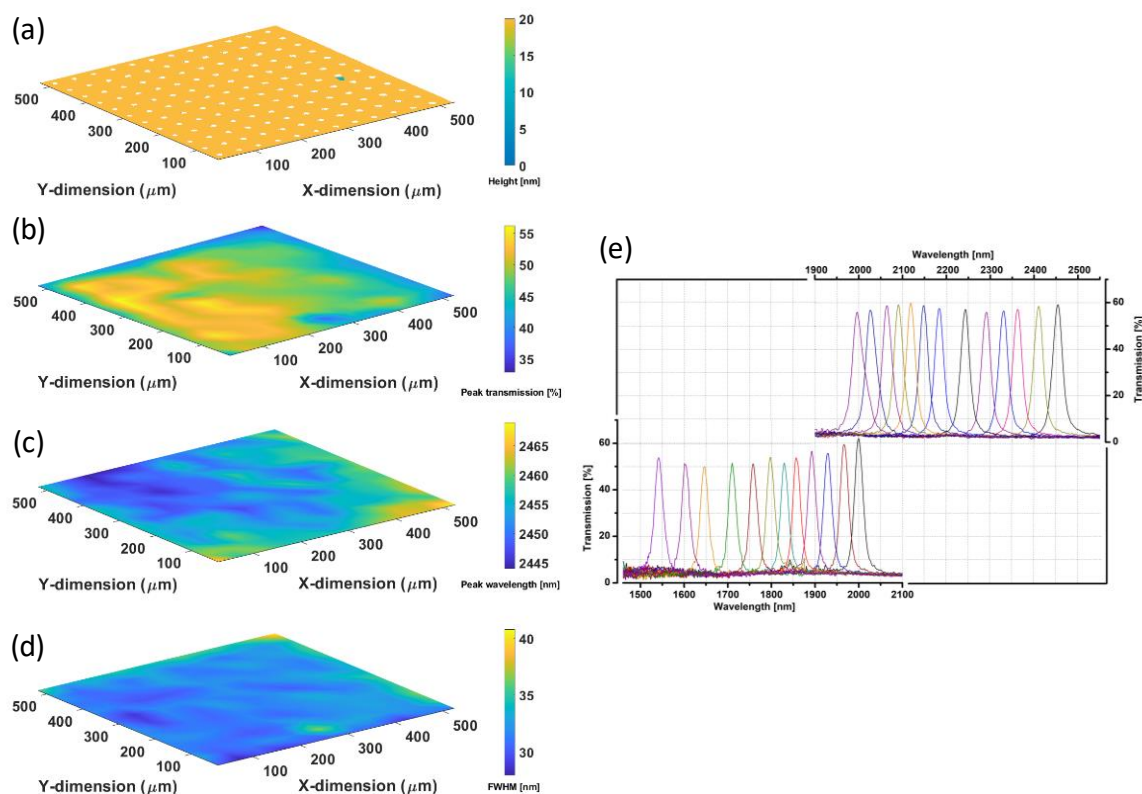 (a)
20
15
10
5
0
Height [nm]
500
400
300
200
100
Y-dimension (μm)
100
200
300
400
500
X-dimension (μm)
(b)
55
50
45
40
35
Peak transmission [%]
500
400
300
200
100
Y-dimension (μm)
100
200
300
400
500
X-dimension (μm)
(c)
2465
2460
2455
2450
2445
Peak wavelength [nm]
500
400
300
200
100
Y-dimension (μm)
100
200
300
400
500
X-dimension (μm)
(d)
40
35
30
FWHM [nm]
500
400
300
200
100
Y-dimension (μm)
100
200
300
400
500
X-dimension (μm)
(e)
Wavelength [nm]
1900 2000 2100 2200 2300 2400 2500
60
40
20
0
Transmission [%]
60
40
20
0
Transmission [%]
1500 1600 1700 1800 1900 2000 2100
Wavelength [nm]